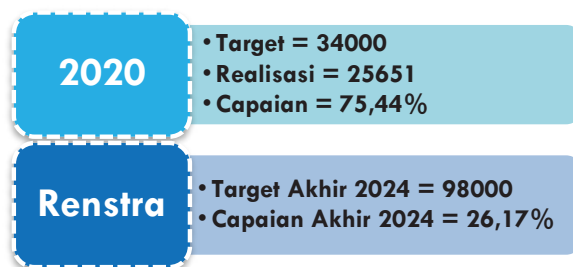 2020
• Target = 34000
• Realisasi = 25651
• Capaian = 75,44%
Renstra
• Target Akhir 2024 = 98000
• Capaian Akhir 2024 = 26,17%